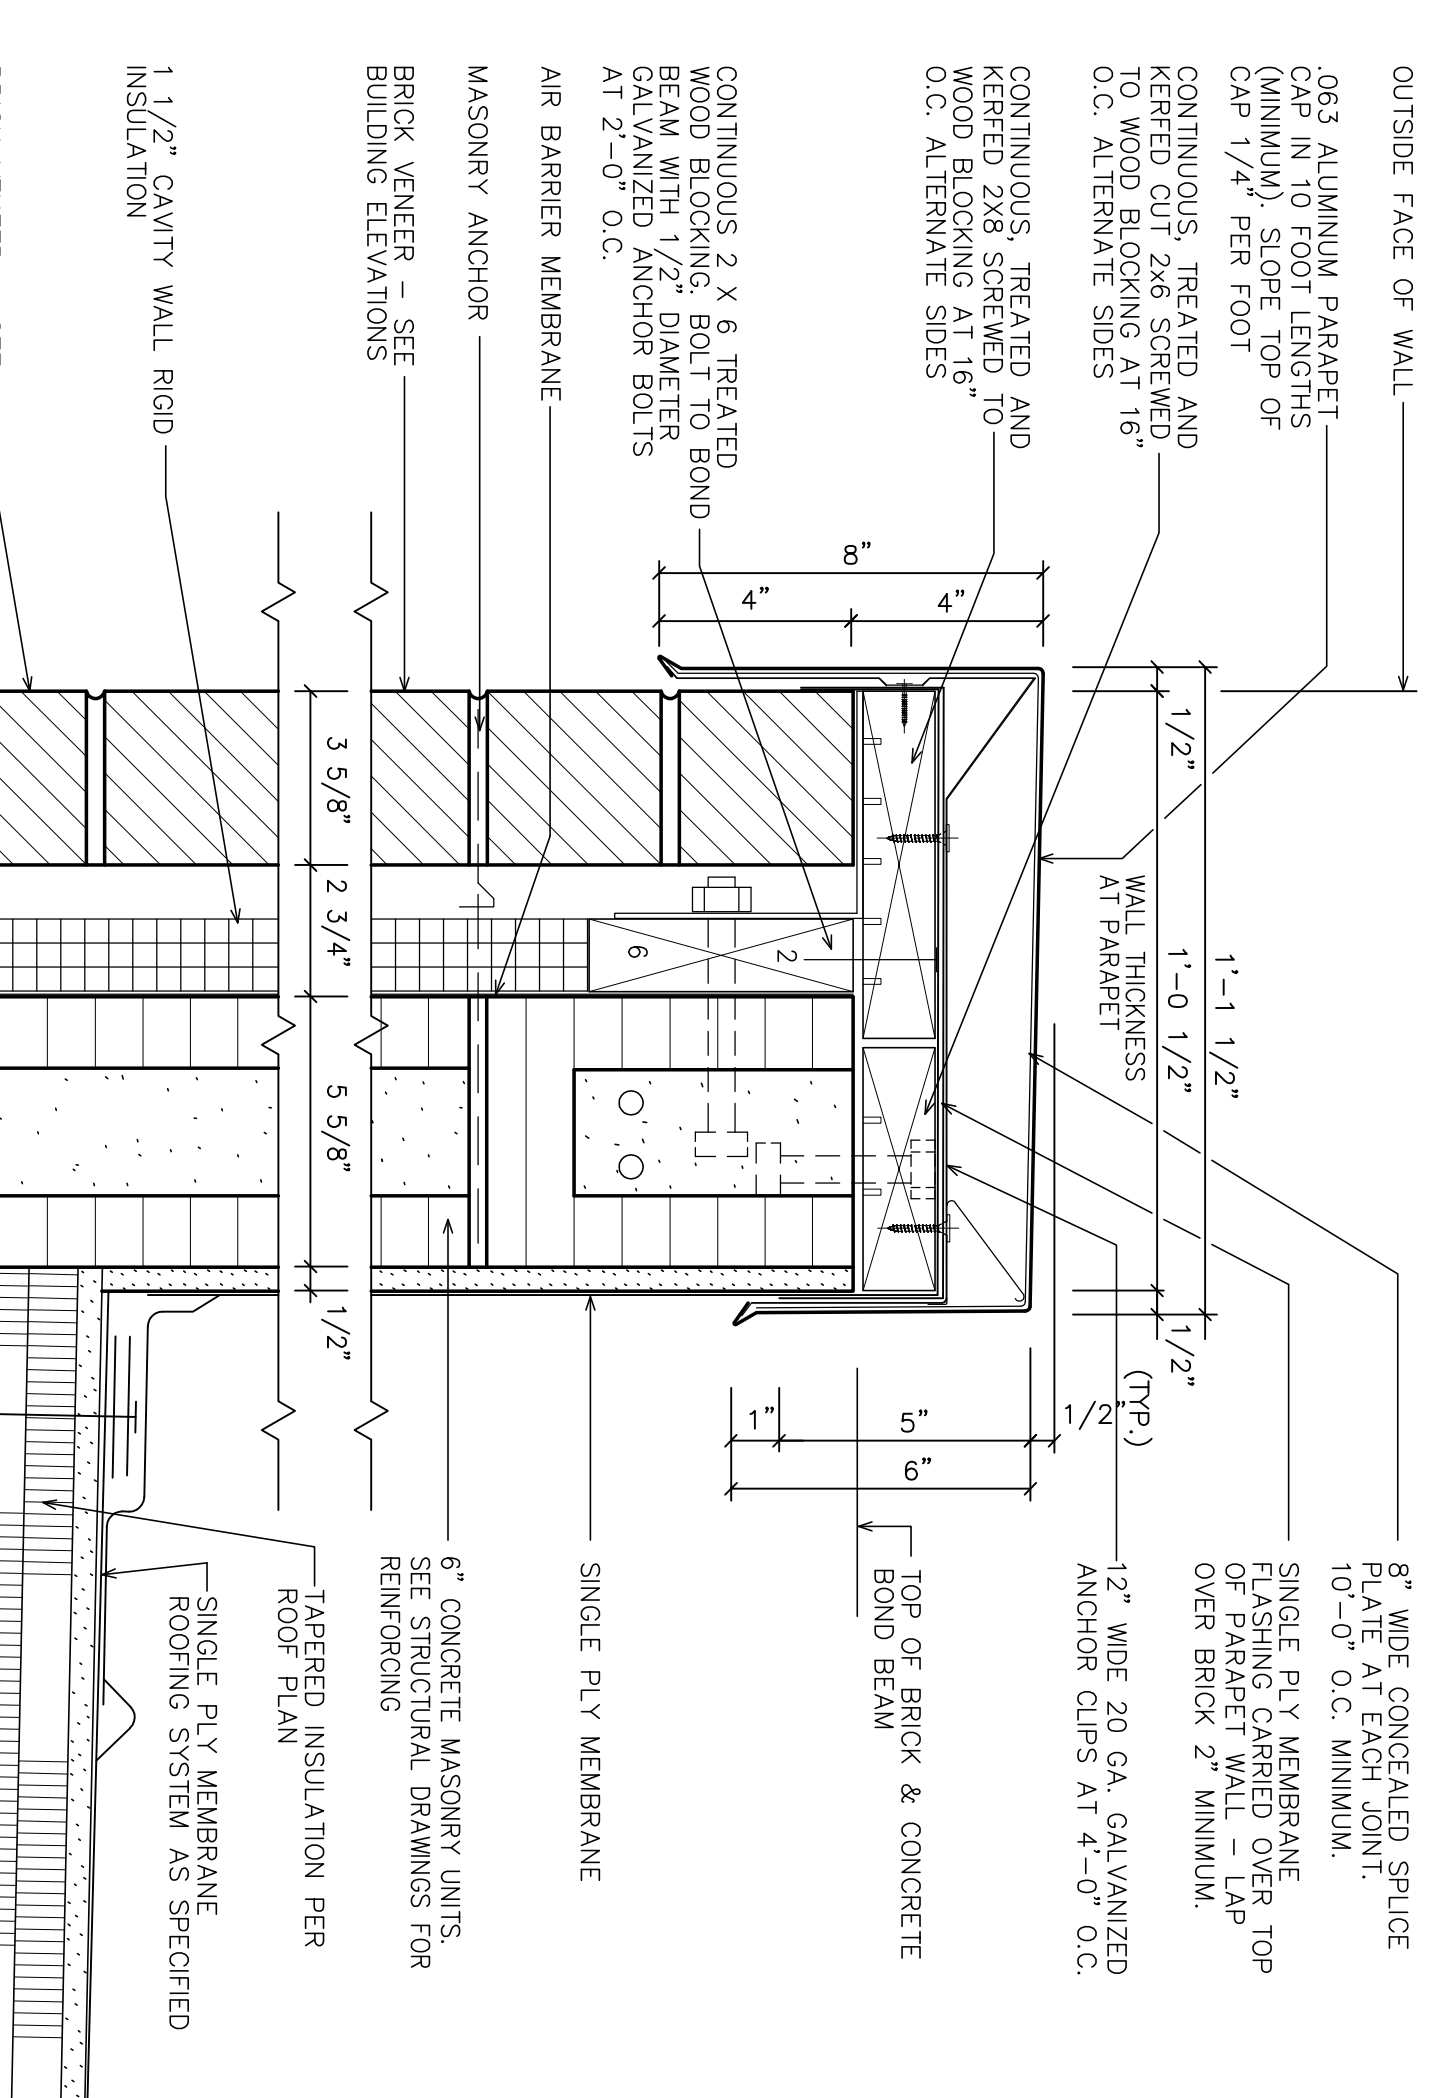 OUTSIDE FACE OF WALL
.063 ALUMINUM PARAPET
CAP IN 10 FOOT LENGTHS
(MINIMUM). SLOPE TOP OF
CAP 1/4" PER FOOT
CONTINUOUS, TREATED AND
KERFED CUT 2x6 SCREWED
TO WOOD BLOCKING AT 16"
O.C. ALTERNATE SIDES
CONTINUOUS, TREATED AND
KERFED 2X8 SCREWED TO
WOOD BLOCKING AT 16"
O.C. ALTERNATE SIDES
CONTINUOUS 2 X 6 TREATED
WOOD BLOCKING. BOLT TO BOND
BEAM WITH 1/2" DIAMETER
GALVANIZED ANCHOR BOLTS
AT 2'-0" O.C.
AIR BARRIER MEMBRANE
MASONRY ANCHOR
BRICK VENEER - SEE
BUILDING ELEVATIONS
1 1/2" CAVITY WALL RIGID
INSULATION
8"
4"
4"
1'-1 1/2"
1/2"
1'-0 1/2"
1/2"
WALL THICKNESS
AT PARAPET
(TYP.)
2
6
3 5/8"
2 3/4"
5 5/8"
1/2"
1/2"
5"
1"
6"
8" WIDE CONCEALED SPLICE
PLATE AT EACH JOINT.
10'-0" O.C. MINIMUM.
SINGLE PLY MEMBRANE
FLASHING CARRIED OVER TOP
OF PARAPET WALL - LAP
OVER BRICK 2" MINIMUM.
12" WIDE 20 GA. GALVANIZED
ANCHOR CLIPS AT 4'-0" O.C.
TOP OF BRICK & CONCRETE
BOND BEAM
SINGLE PLY MEMBRANE
6" CONCRETE MASONRY UNITS.
SEE STRUCTURAL DRAWINGS FOR
REINFORCING
TAPERED INSULATION PER
ROOF PLAN
SINGLE PLY MEMBRANE
ROOFING SYSTEM AS SPECIFIED